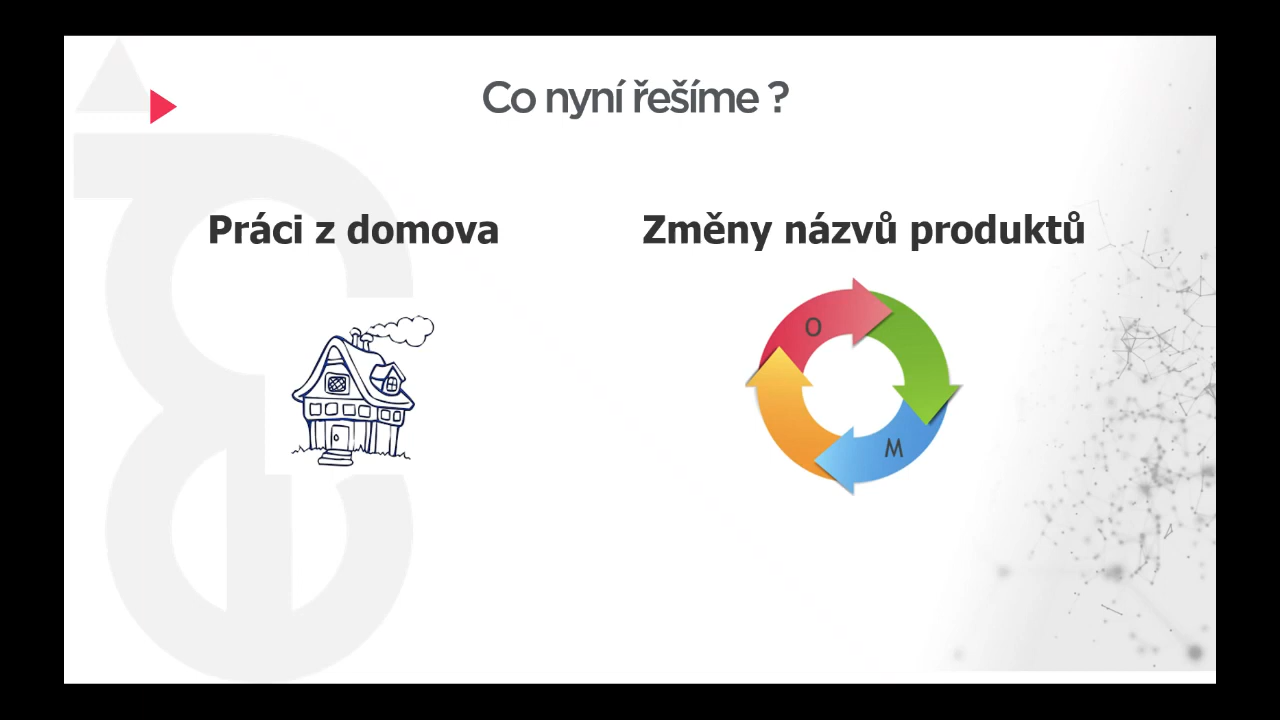 Co nyní řešíme ?
Práci z domova
Změny názvů produktů
O
M